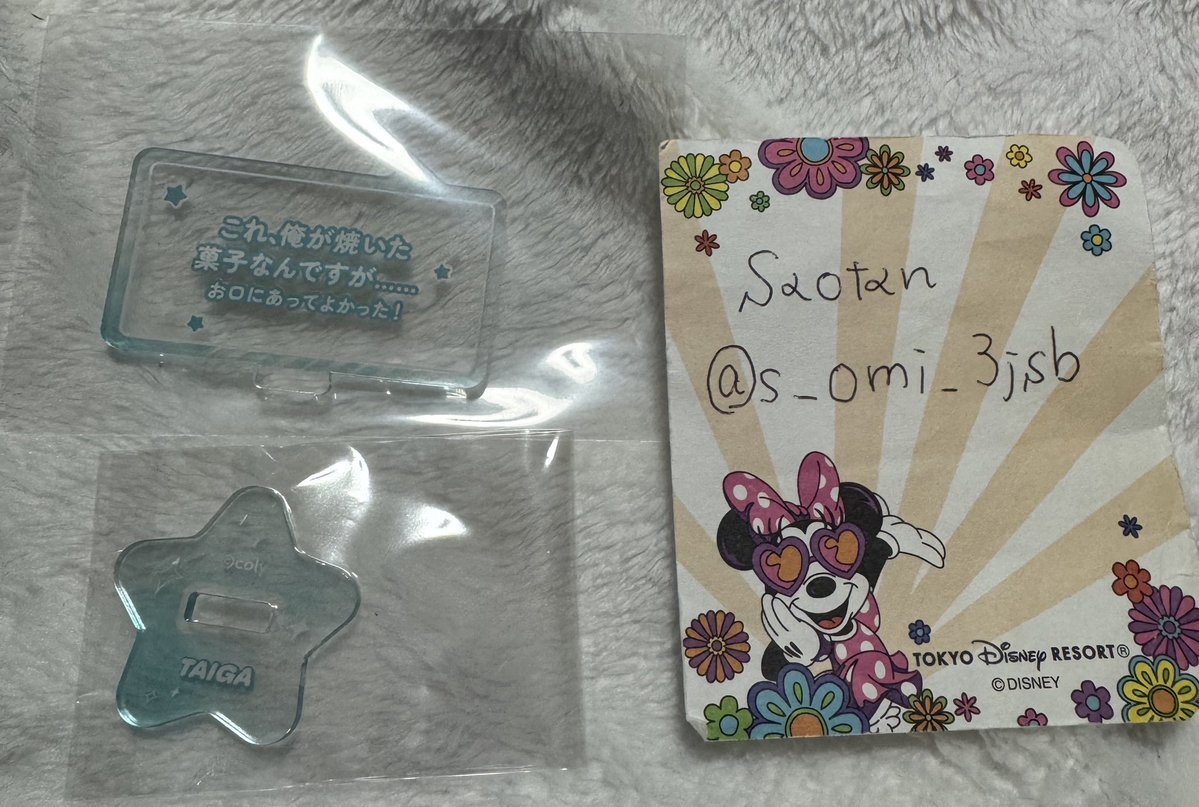 これ、俺が焼いた
菓子なんですが……
お口にあってよかった！
TAIGA
Saotan
@s_omi_3jsb
TOKYO Disney RESORT®
©DISNEY